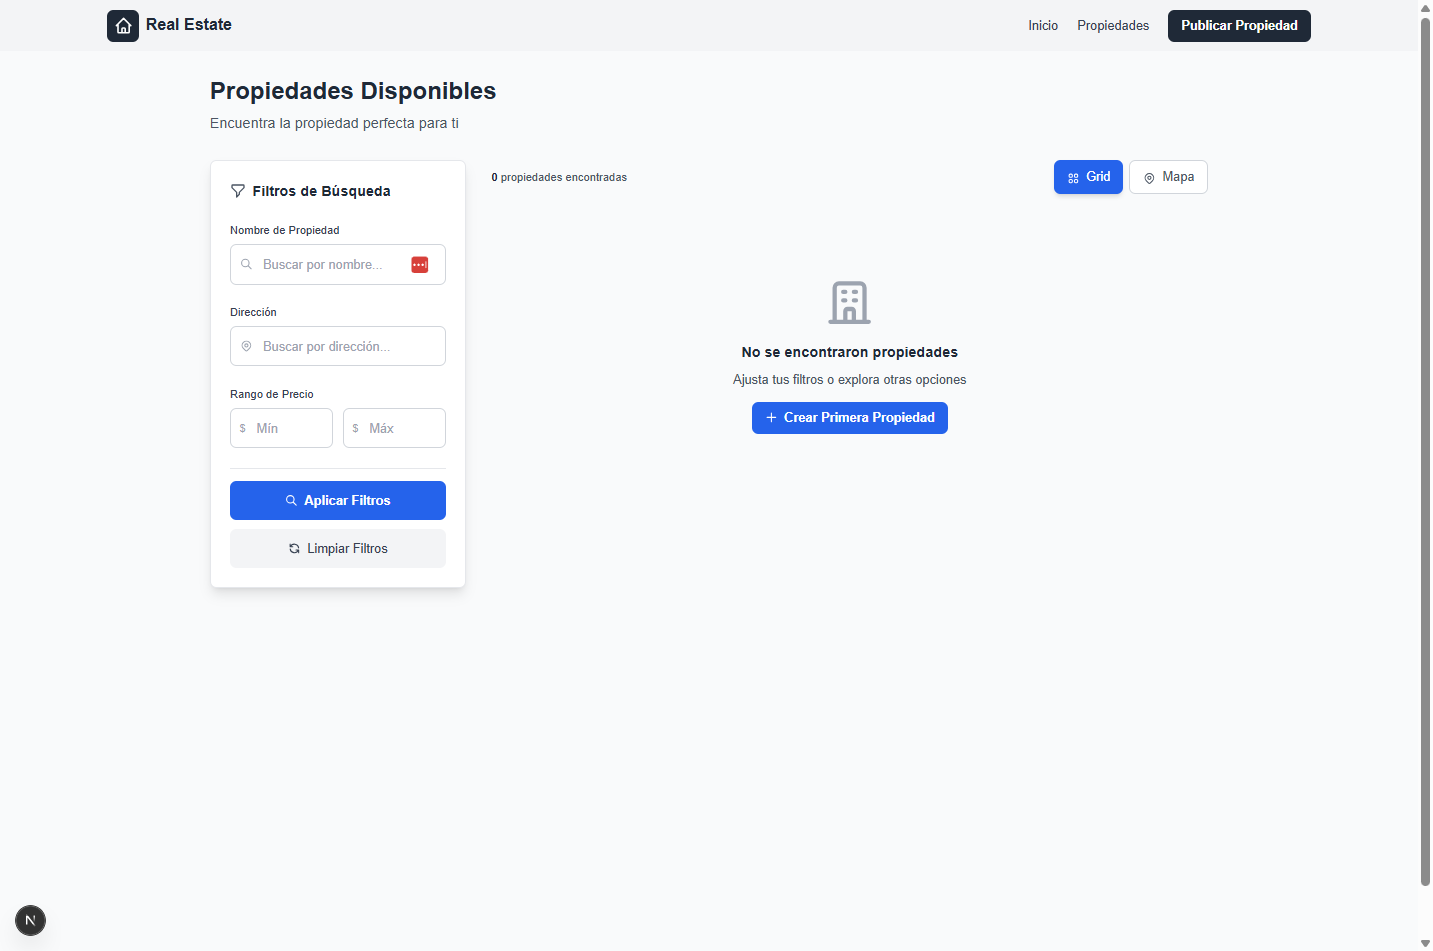 Real Estate
Inicio
Propiedades
Publicar Propiedad
Propiedades Disponibles
Encuentra la propiedad perfecta para ti
Filtros de Búsqueda
Nombre de Propiedad
Buscar por nombre...
Dirección
Buscar por dirección...
Rango de Precio
$ Mín
$ Máx
Aplicar Filtros
Limpiar Filtros
0 propiedades encontradas
Grid
Mapa
No se encontraron propiedades
Ajusta tus filtros o explora otras opciones
+ Crear Primera Propiedad
N